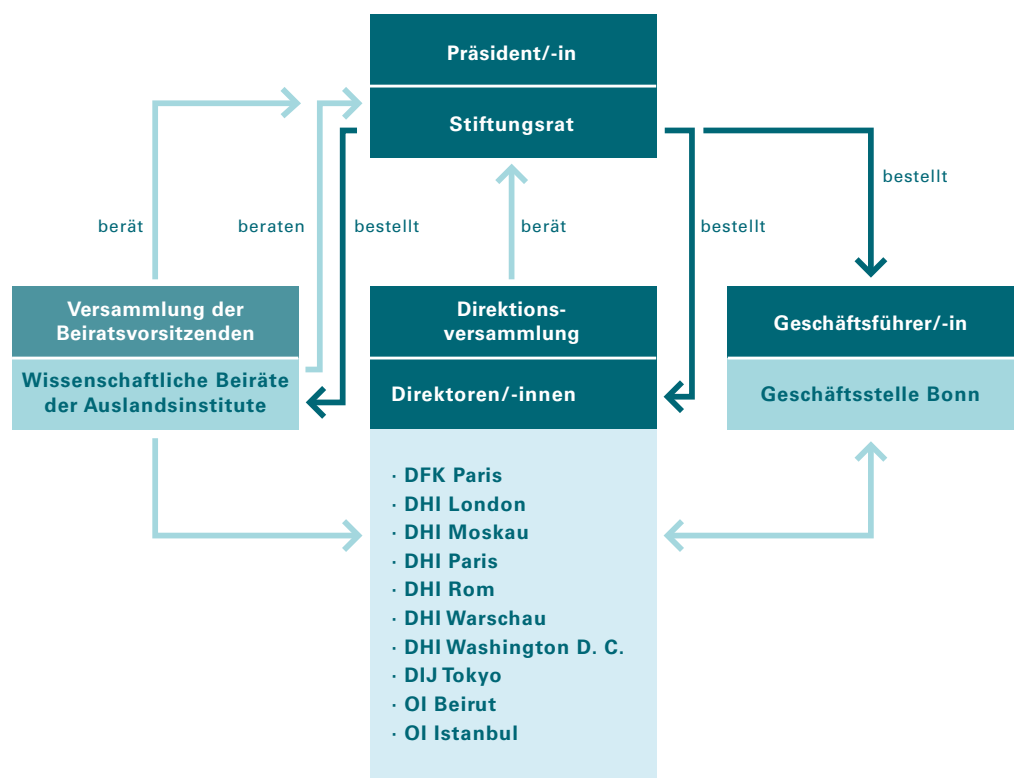 Präsident/-in
Stiftungsrat
bestellt
berät
beraten
bestellt
berät
bestellt
Versammlung der
Beiratsvorsitzenden
Wissenschaftliche Beiräte
der Auslandsinstitute
Direktions-
versammlung
Direktoren/-innen
Geschäftsführer/-in
Geschäftsstelle Bonn
· DFK Paris
· DHI London
· DHI Moskau
· DHI Paris
· DHI Rom
· DHI Warschau
· DHI Washington D. C.
· DIJ Tokyo
· OI Beirut
· OI Istanbul